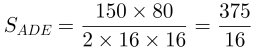 S_{ADE} = \frac{150 \times 80}{2 \times 16 \times 16} = \frac{375}{16}